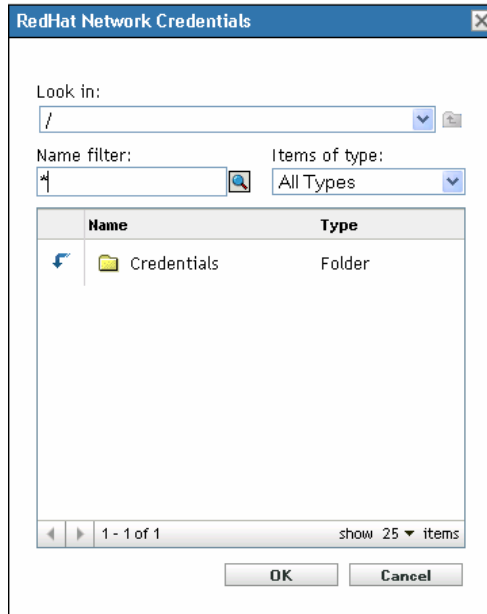 RedHat Network Credentials
Look in:
/
Name filter: Items of type:
* All Types
Name Type
Credentials Folder
1 - 1 of 1 show 25 items
OK Cancel